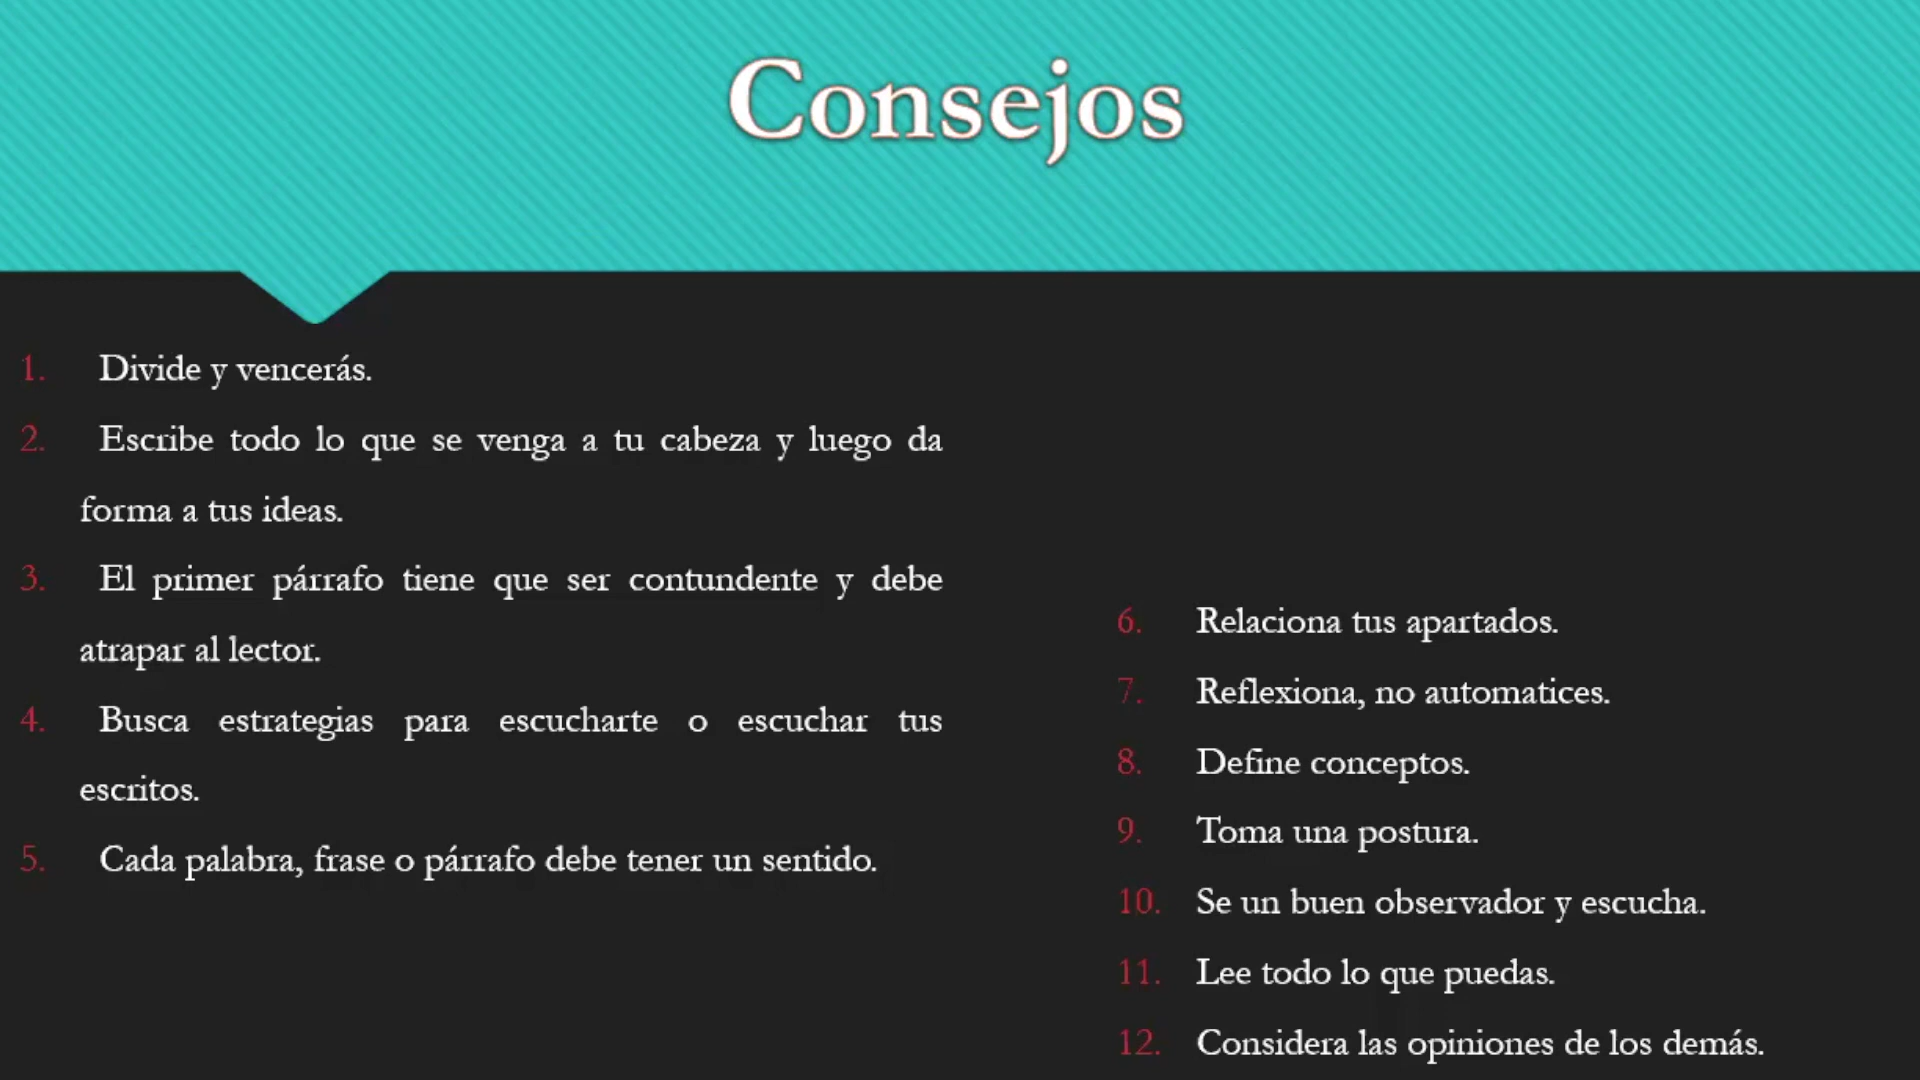 Consejos
1. Divide y vencerás.
2. Escribe todo lo que se venga a tu cabeza y luego da
forma a tus ideas.
3. El primer párrafo tiene que ser contundente y debe
atrapar al lector.
4. Busca estrategias para escucharte o escuchar tus
escritos.
5. Cada palabra, frase o párrafo debe tener un sentido.
6. Relaciona tus apartados.
7. Reflexiona, no automatices.
8. Define conceptos.
9. Toma una postura.
10. Se un buen observador y escucha.
11. Lee todo lo que puedas.
12. Considera las opiniones de los demás.